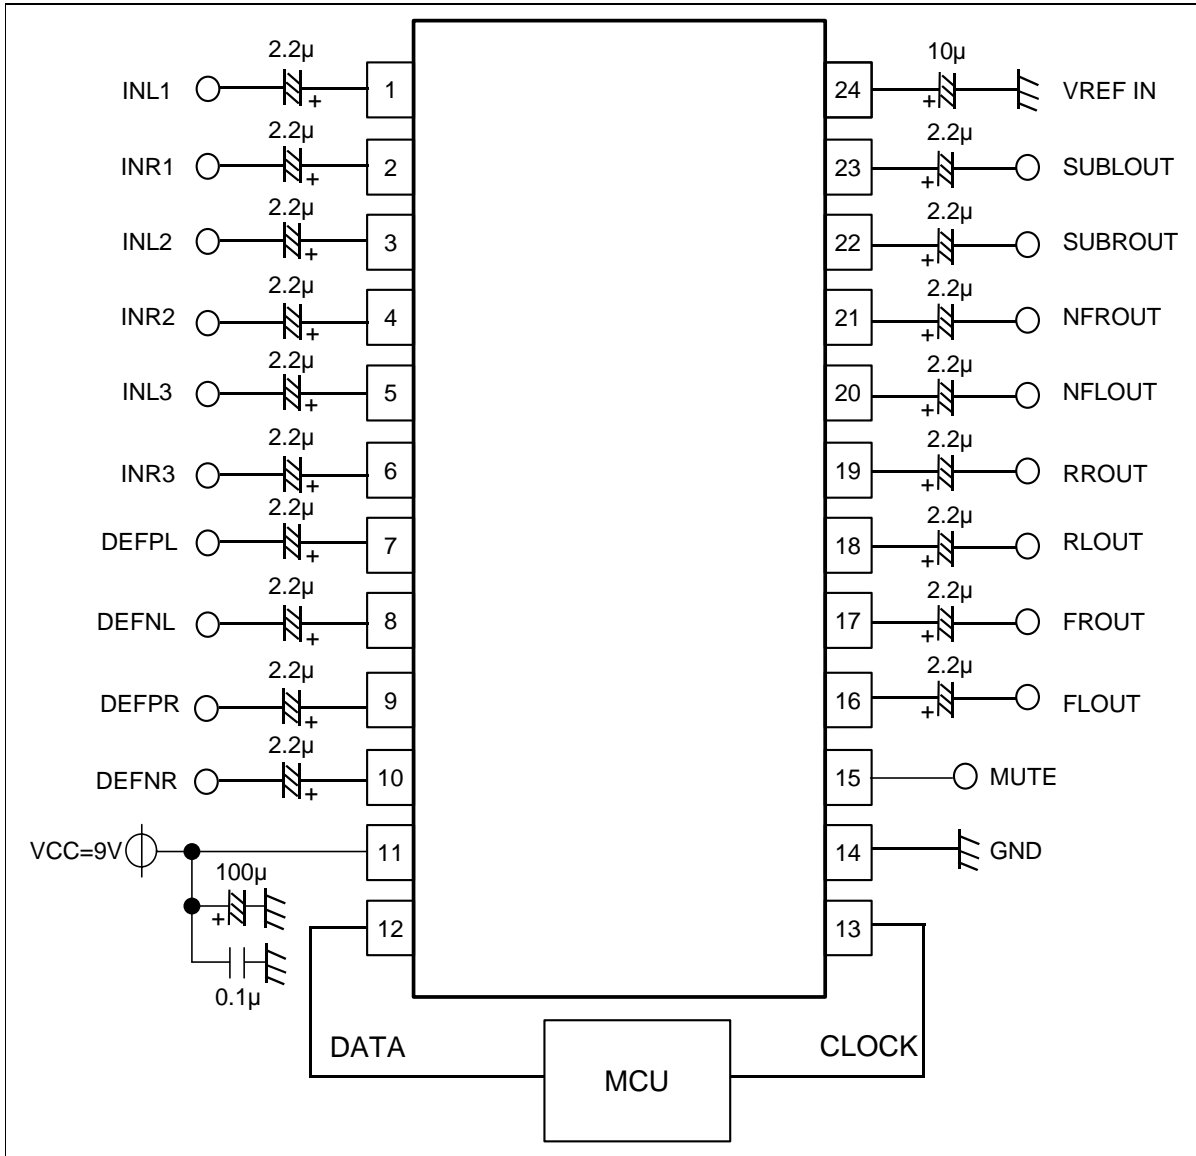 2.2µ
INL1
+
1
2.2µ
INR1
+
2
2.2µ
INL2
+
3
2.2µ
INR2
+
4
2.2µ
INL3
+
5
2.2µ
INR3
+
6
2.2µ
DEFPL
+
7
2.2µ
DEFNL
+
8
2.2µ
DEFPR
+
9
2.2µ
DEFNR
+
10
VCC=9V
11
100µ
+
12
0.1µ
10µ
24
+
VREF IN
2.2µ
23
+
SUBLOUT
2.2µ
22
+
SUBROUT
2.2µ
21
+
NFROUT
2.2µ
20
+
NFLOUT
2.2µ
19
+
RROUT
2.2µ
18
+
RLOUT
2.2µ
17
+
FROUT
2.2µ
16
+
FLOUT
15
MUTE
14
GND
13
DATA
MCU
CLOCK